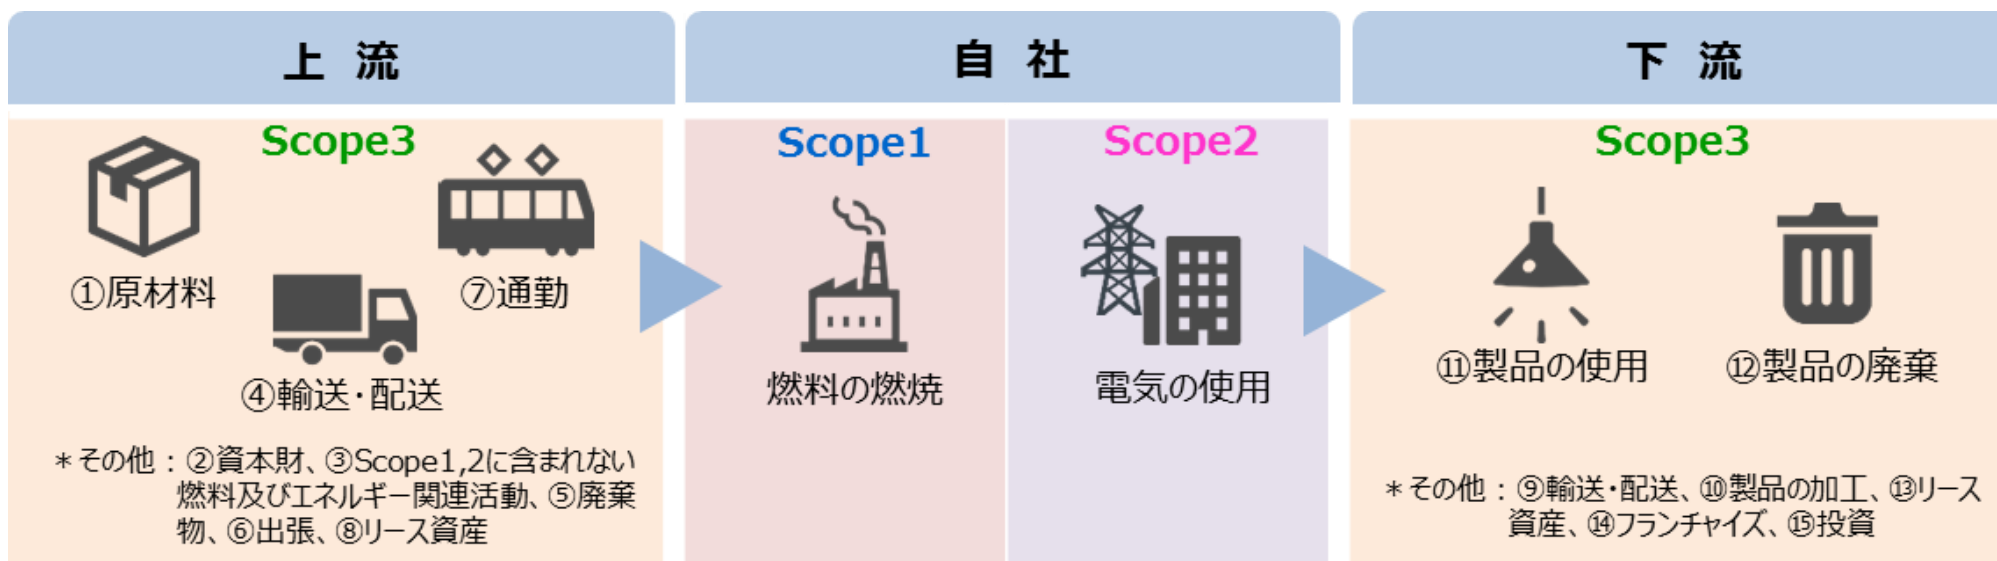 上 流
自 社
下 流
Scope3
①原材料
⑦通勤
④輸送・配送
＊その他：②資本財、③Scope1,2に含まれない
燃料及びエネルギー関連活動、⑤廃棄
物、⑥出張、⑧リース資産
Scope1
燃料の燃焼
Scope2
電気の使用
Scope3
⑪製品の使用
⑫製品の廃棄
＊その他：⑨輸送・配送、⑩製品の加工、⑬リース
資産、⑭フランチャイズ、⑮投資